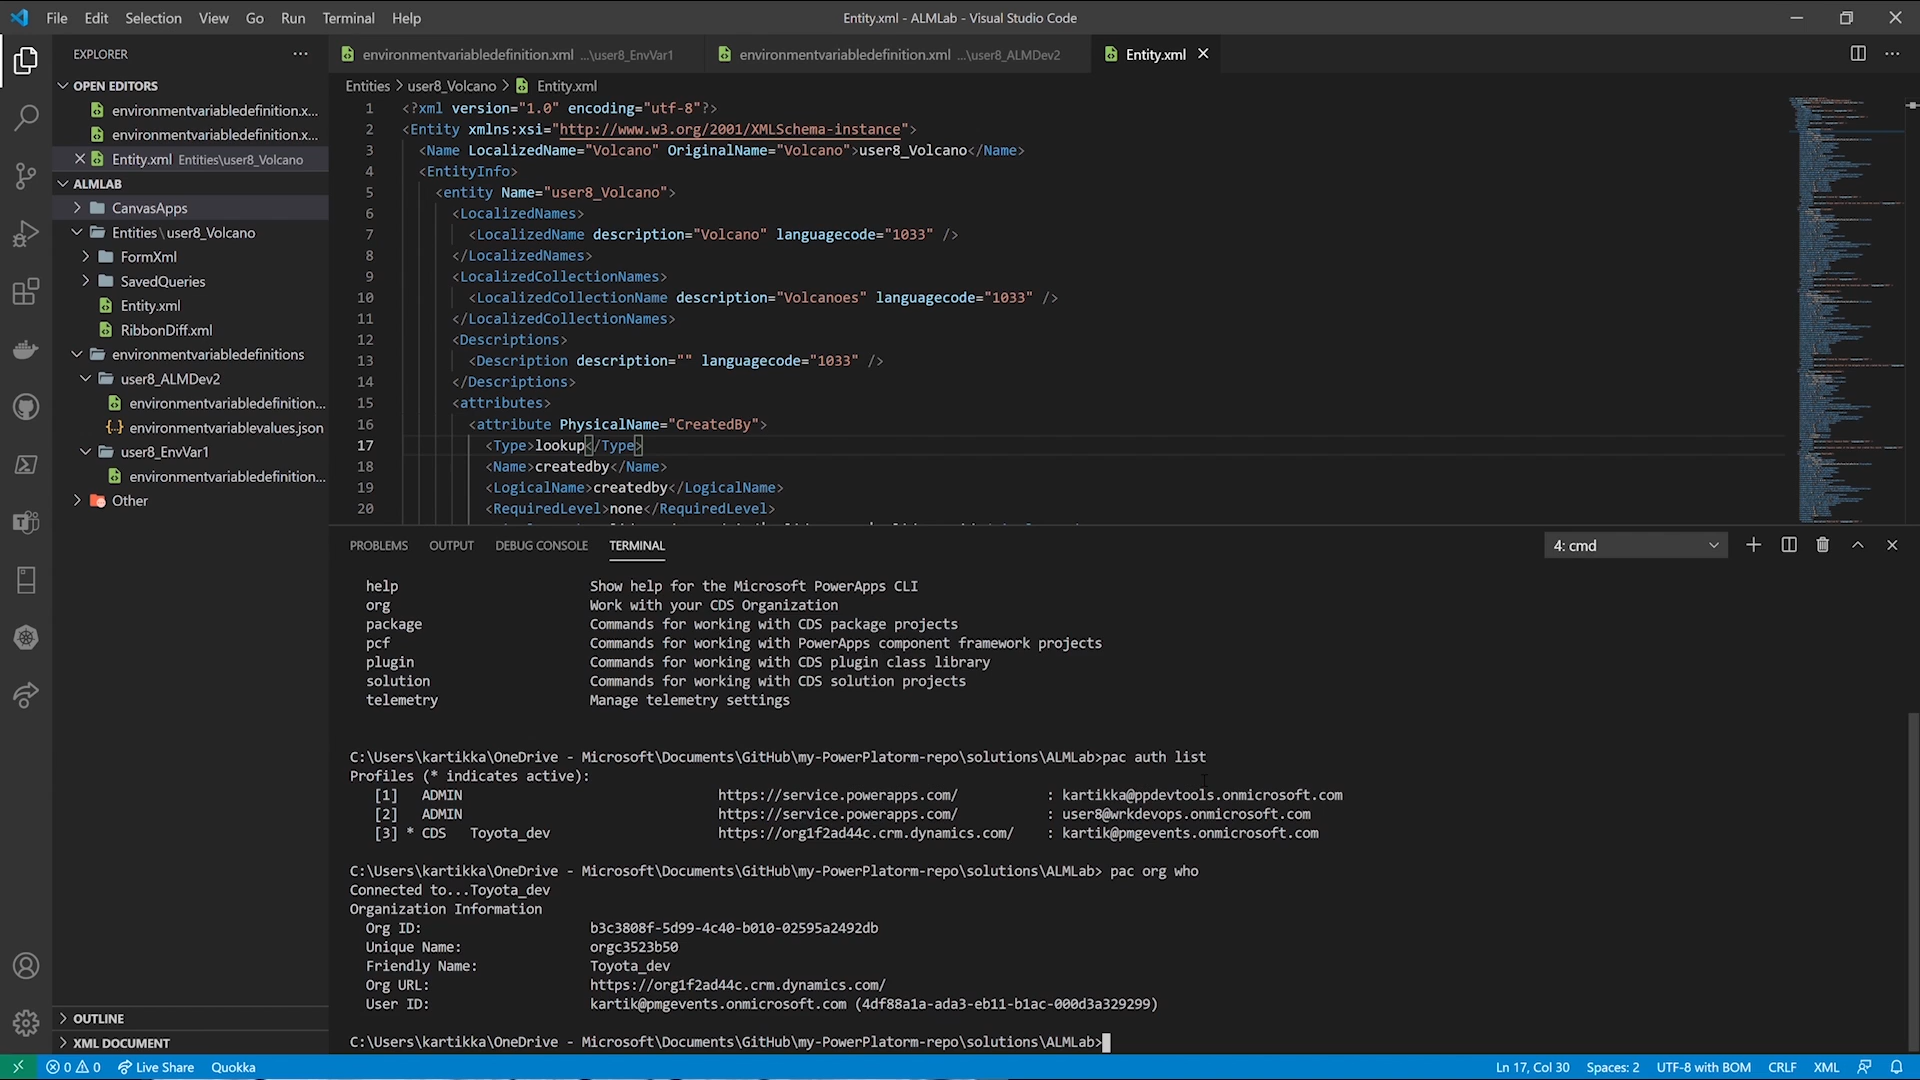 File Edit Selection View Go Run Terminal Help
Entity.xml - ALMLab - Visual Studio Code
EXPLORER
OPEN EDITORS
environmentvariabledefinition.x...
environmentvariabledefinition.x...
Entity.xml Entities\user8_Volcano
ALMLAB
CanvasApps
Entities\user8_Volcano
FormXml
SavedQueries
Entity.xml
RibbonDiff.xml
environmentvariabledefinitions
user8_ALMDev2
environmentvariabledefinition...
environmentvariablevalues.json
user8_EnvVar1
environmentvariabledefinition...
Other
OUTLINE
XML DOCUMENT
environmentvariabledefinition.xml ...\user8_EnvVar1
environmentvariabledefinition.xml ...\user8_ALMDev2
Entity.xml
Entities > user8_Volcano > Entity.xml
1 <?xml version="1.0" encoding="utf-8"?>
2 <Entity xmlns:xsi="http://www.w3.org/2001/XMLSchema-instance">
3 <Name LocalizedName="Volcano" OriginalName="Volcano">user8_Volcano</Name>
4 <EntityInfo>
5 <entity Name="user8_Volcano">
6 <LocalizedNames>
7 <LocalizedName description="Volcano" languagecode="1033" />
8 </LocalizedNames>
9 <LocalizedCollectionNames>
10 <LocalizedCollectionName description="Volcanoes" languagecode="1033" />
11 </LocalizedCollectionNames>
12 <Descriptions>
13 <Description description="" languagecode="1033" />
14 </Descriptions>
15 <attributes>
16 <attribute PhysicalName="CreatedBy">
17 <Type>lookup</Type>
18 <Name>createdby</Name>
19 <LogicalName>createdby</LogicalName>
20 <RequiredLevel>none</RequiredLevel>
PROBLEMS OUTPUT DEBUG CONSOLE TERMINAL
4: cmd
help Show help for the Microsoft PowerApps CLI
org Work with your CDS Organization
package Commands for working with CDS package projects
pcf Commands for working with PowerApps component framework projects
plugin Commands for working with CDS plugin class library
solution Commands for working with CDS solution projects
telemetry Manage telemetry settings
C:\Users\kartikka\OneDrive - Microsoft\Documents\GitHub\my-PowerPlatorm-repo\solutions\ALMLab>pac auth list
Profiles (* indicates active):
[1] ADMIN https://service.powerapps.com/ : kartikka@ppdevtools.onmicrosoft.com
[2] ADMIN https://service.powerapps.com/ : user8@wrkdevops.onmicrosoft.com
[3] * CDS Toyota_dev https://org1f2ad44c.crm.dynamics.com/ : kartik@pmgevents.onmicrosoft.com
C:\Users\kartikka\OneDrive - Microsoft\Documents\GitHub\my-PowerPlatorm-repo\solutions\ALMLab> pac org who
Connected to...Toyota_dev
Organization Information
Org ID: b3c3808f-5d99-4c40-b010-02595a2492db
Unique Name: orgc3523b50
Friendly Name: Toyota_dev
Org URL: https://org1f2ad44c.crm.dynamics.com/
User ID: kartik@pmgevents.onmicrosoft.com (4df88a1a-ada3-eb11-b1ac-000d3a329299)
C:\Users\kartikka\OneDrive - Microsoft\Documents\GitHub\my-PowerPlatorm-repo\solutions\ALMLab>
0 0 Live Share Quokka
Ln 17, Col 30 Spaces: 2 UTF-8 with BOM CRLF XML